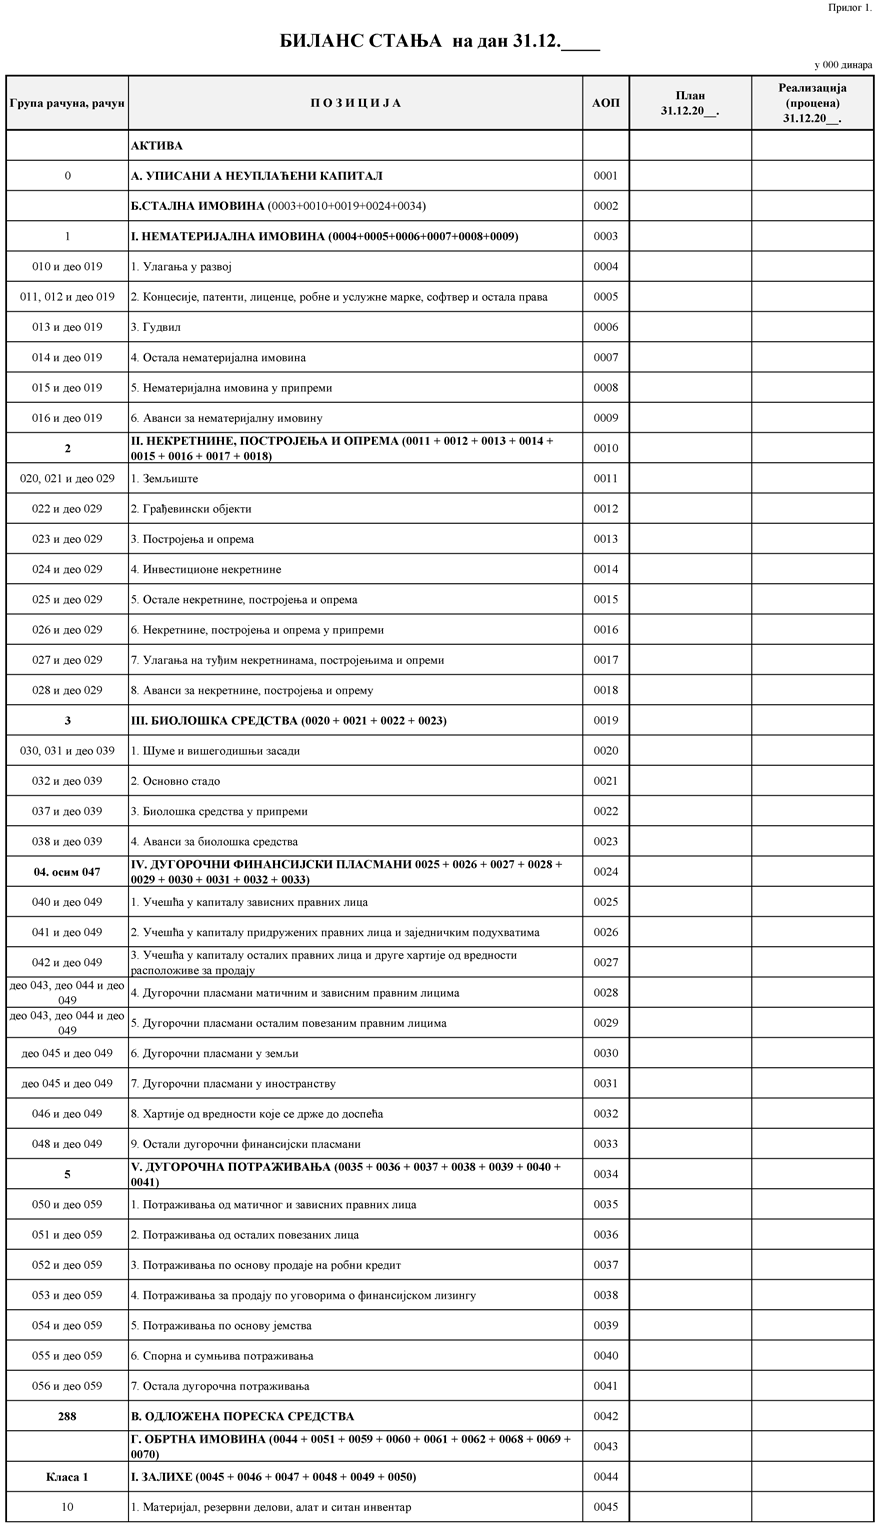 Прилог 1.
БИЛАНС СТАЊА на дан 31.12.____
у 000 динара
Група рачуна, рачун П О З И Ц И Ј А АОП План 31.12.20__. Реализација (процена) 31.12.20__.
АКТИВА
0 А. УПИСАНИ А НЕУПЛАЋЕНИ КАПИТАЛ 0001
Б.СТАЛНА ИМОВИНА (0003+0010+0019+0024+0034) 0002
1 I. НЕМАТЕРИЈАЛНА ИМОВИНА (0004+0005+0006+0007+0008+0009) 0003
010 и део 019 1. Улагања у развој 0004
011, 012 и део 019 2. Концесије, патенти, лиценце, робне и услужне марке, софтвер и остала права 0005
013 и део 019 3. Гудвил 0006
014 и део 019 4. Остала нематеријална имовина 0007
015 и део 019 5. Нематеријална имовина у припреми 0008
016 и део 019 6. Аванси за нематеријалну имовину 0009
2 II. НЕКРЕТНИНЕ, ПОСТРОЈЕЊА И ОПРЕМА (0011 + 0012 + 0013 + 0014 +
0015 + 0016 + 0017 + 0018) 0010
020, 021 и део 029 1. Земљиште 0011
022 и део 029 2. Грађевински објекти 0012
023 и део 029 3. Постројења и опрема 0013
024 и део 029 4. Инвестиционе некретнине 0014
025 и део 029 5. Остале некретнине, постројења и опрема 0015
026 и део 029 6. Некретнине, постројења и опрема у припреми 0016
027 и део 029 7. Улагања на туђим некретнинама, постројењима и опреми 0017
028 и део 029 8. Аванси за некретнине, постројења и опрему 0018
3 III. БИОЛОШКА СРЕДСТВА (0020 + 0021 + 0022 + 0023) 0019
030, 031 и део 039 1. Шуме и вишегодишњи засади 0020
032 и део 039 2. Основно стадо 0021
037 и део 039 3. Биолошка средства у припреми 0022
038 и део 039 4. Аванси за биолошка средства 0023
04. осим 047 IV. ДУГОРОЧНИ ФИНАНСИЈСКИ ПЛАСМАНИ 0025 + 0026 + 0027 + 0028 +
0029 + 0030 + 0031 + 0032 + 0033) 0024
040 и део 049 1. Учешћа у капиталу зависних правних лица 0025
041 и део 049 2. Учешћа у капиталу придружених правних лица и заједничким подухватима 0026
042 и део 049 3. Учешћа у капиталу осталих правних лица и друге хартије од вредности
расположиве за продају 0027
део 043, део 044 и део
049 4. Дугорочни пласмани матичним и зависним правним лицима 0028
део 043, део 044 и део
049 5. Дугорочни пласмани осталим повезаним правним лицима 0029
део 045 и део 049 6. Дугорочни пласмани у земљи 0030
део 045 и део 049 7. Дугорочни пласмани у иностранству 0031
046 и део 049 8. Хартије од вредности које се држе до доспећа 0032
048 и део 049 9. Остали дугорочни финансијски пласмани 0033
5 V. ДУГОРОЧНА ПОТРАЖИВАЊА (0035 + 0036 + 0037 + 0038 + 0039 + 0040 +
0041) 0034
050 и део 059 1. Потраживања од матичног и зависних правних лица 0035
051 и део 059 2. Потраживања од осталих повезаних лица 0036
052 и део 059 3. Потраживања по основу продаје на робни кредит 0037
053 и део 059 4. Потраживања за продају по уговорима о финансијском лизингу 0038
054 и део 059 5. Потраживања по основу јемства 0039
055 и део 059 6. Спорна и сумњива потраживања 0040
056 и део 059 7. Остала дугорочна потраживања 0041
288 В. ОДЛОЖЕНА ПОРЕСКА СРЕДСТВА 0042
Г. ОБРТНА ИМОВИНА (0044 + 0051 + 0059 + 0060 + 0061 + 0062 + 0068 + 0069 +
0070) 0043
Класа 1 I. ЗАЛИХЕ (0045 + 0046 + 0047 + 0048 + 0049 + 0050) 0044
10 1. Материјал, резервни делови, алат и ситан инвентар 0045